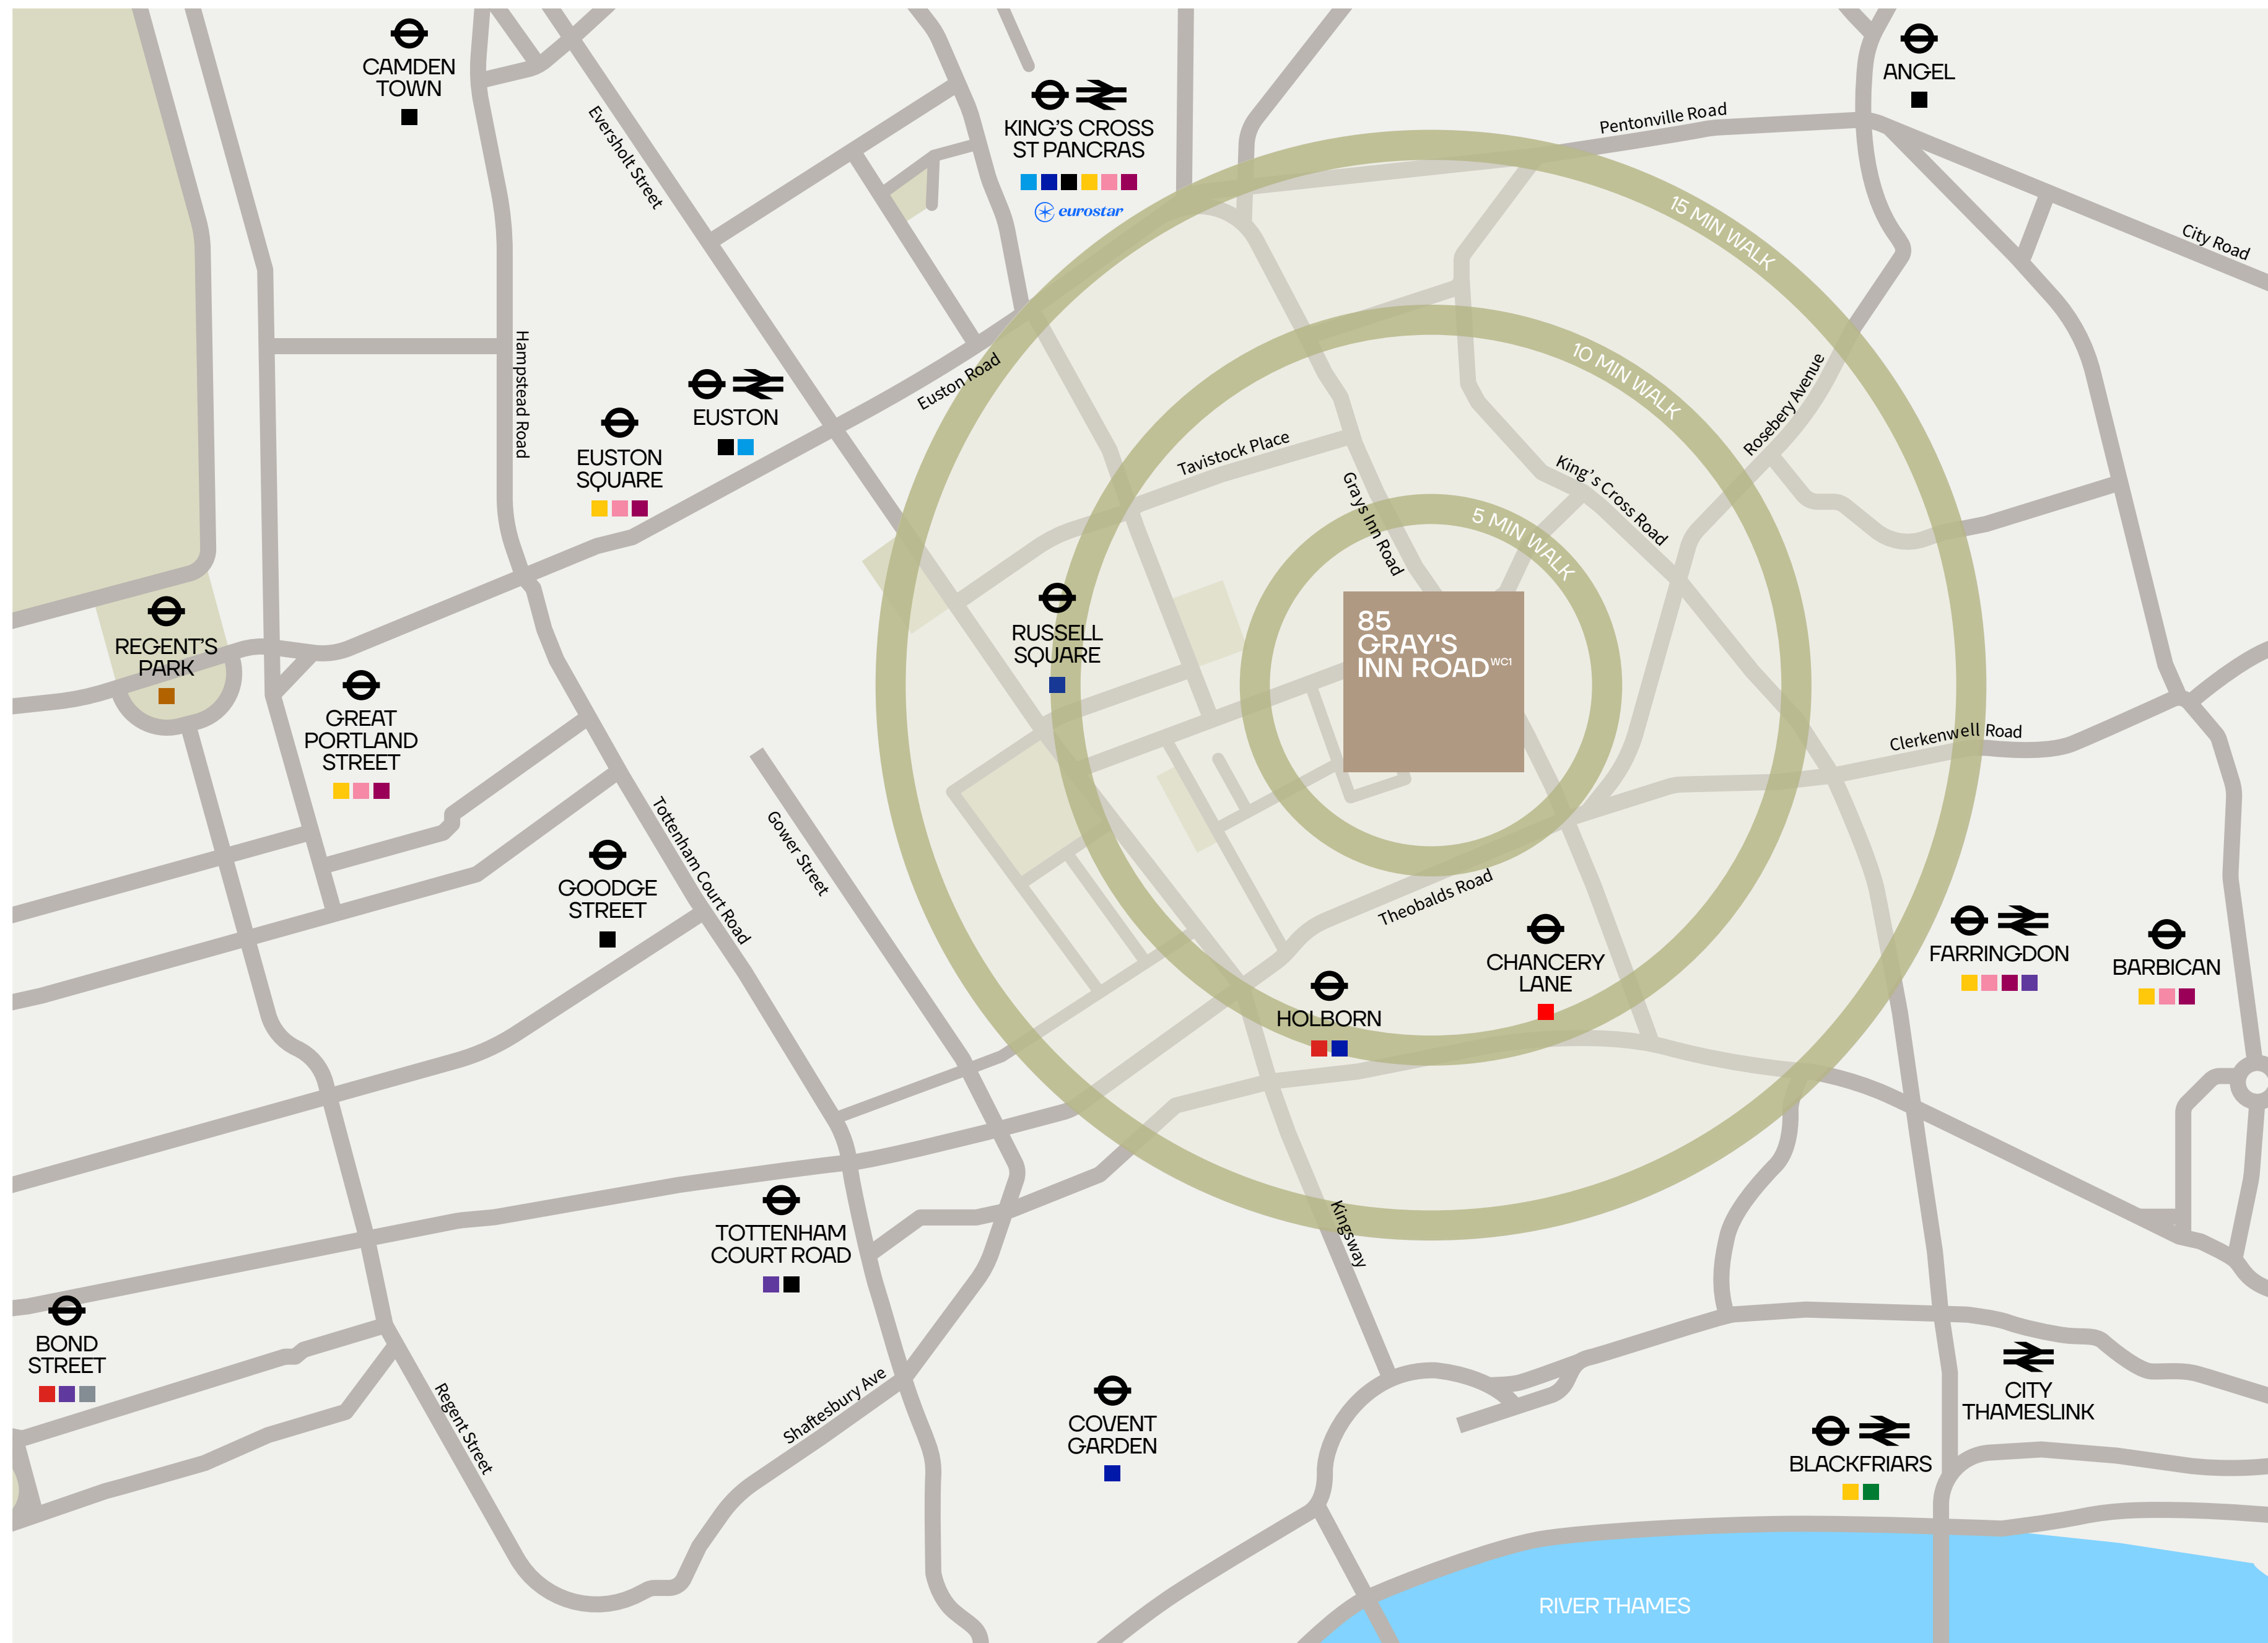 CAMDEN
TOWN
ANGEL
KING'S CROSS
ST PANCRAS
eurostar
Pentonville Road
Eversholt Street
15 MIN WALK
City Road
Hampstead Road
Euston Road
10 MIN WALK
Rosebery Avenue
EUSTON
EUSTON
SQUARE
Tavistock Place
Grays Inn Road
King's Cross Road
5 MIN WALK
REGENT'S
PARK
RUSSELL
SQUARE
85
GRAY'S
INN ROAD WC1
GREAT
PORTLAND
STREET
Clerkenwell Road
Tottenham Court Road
Gower Street
GOODGE
STREET
Theobalds Road
CHANCERY
LANE
FARRINGDON
BARBICAN
HOLBORN
TOTTENHAM
COURT ROAD
Kingsway
BOND
STREET
Regent Street
Shaftesbury Ave
COVENT
GARDEN
CITY
THAMESLINK
BLACKFRIARS
RIVER THAMES